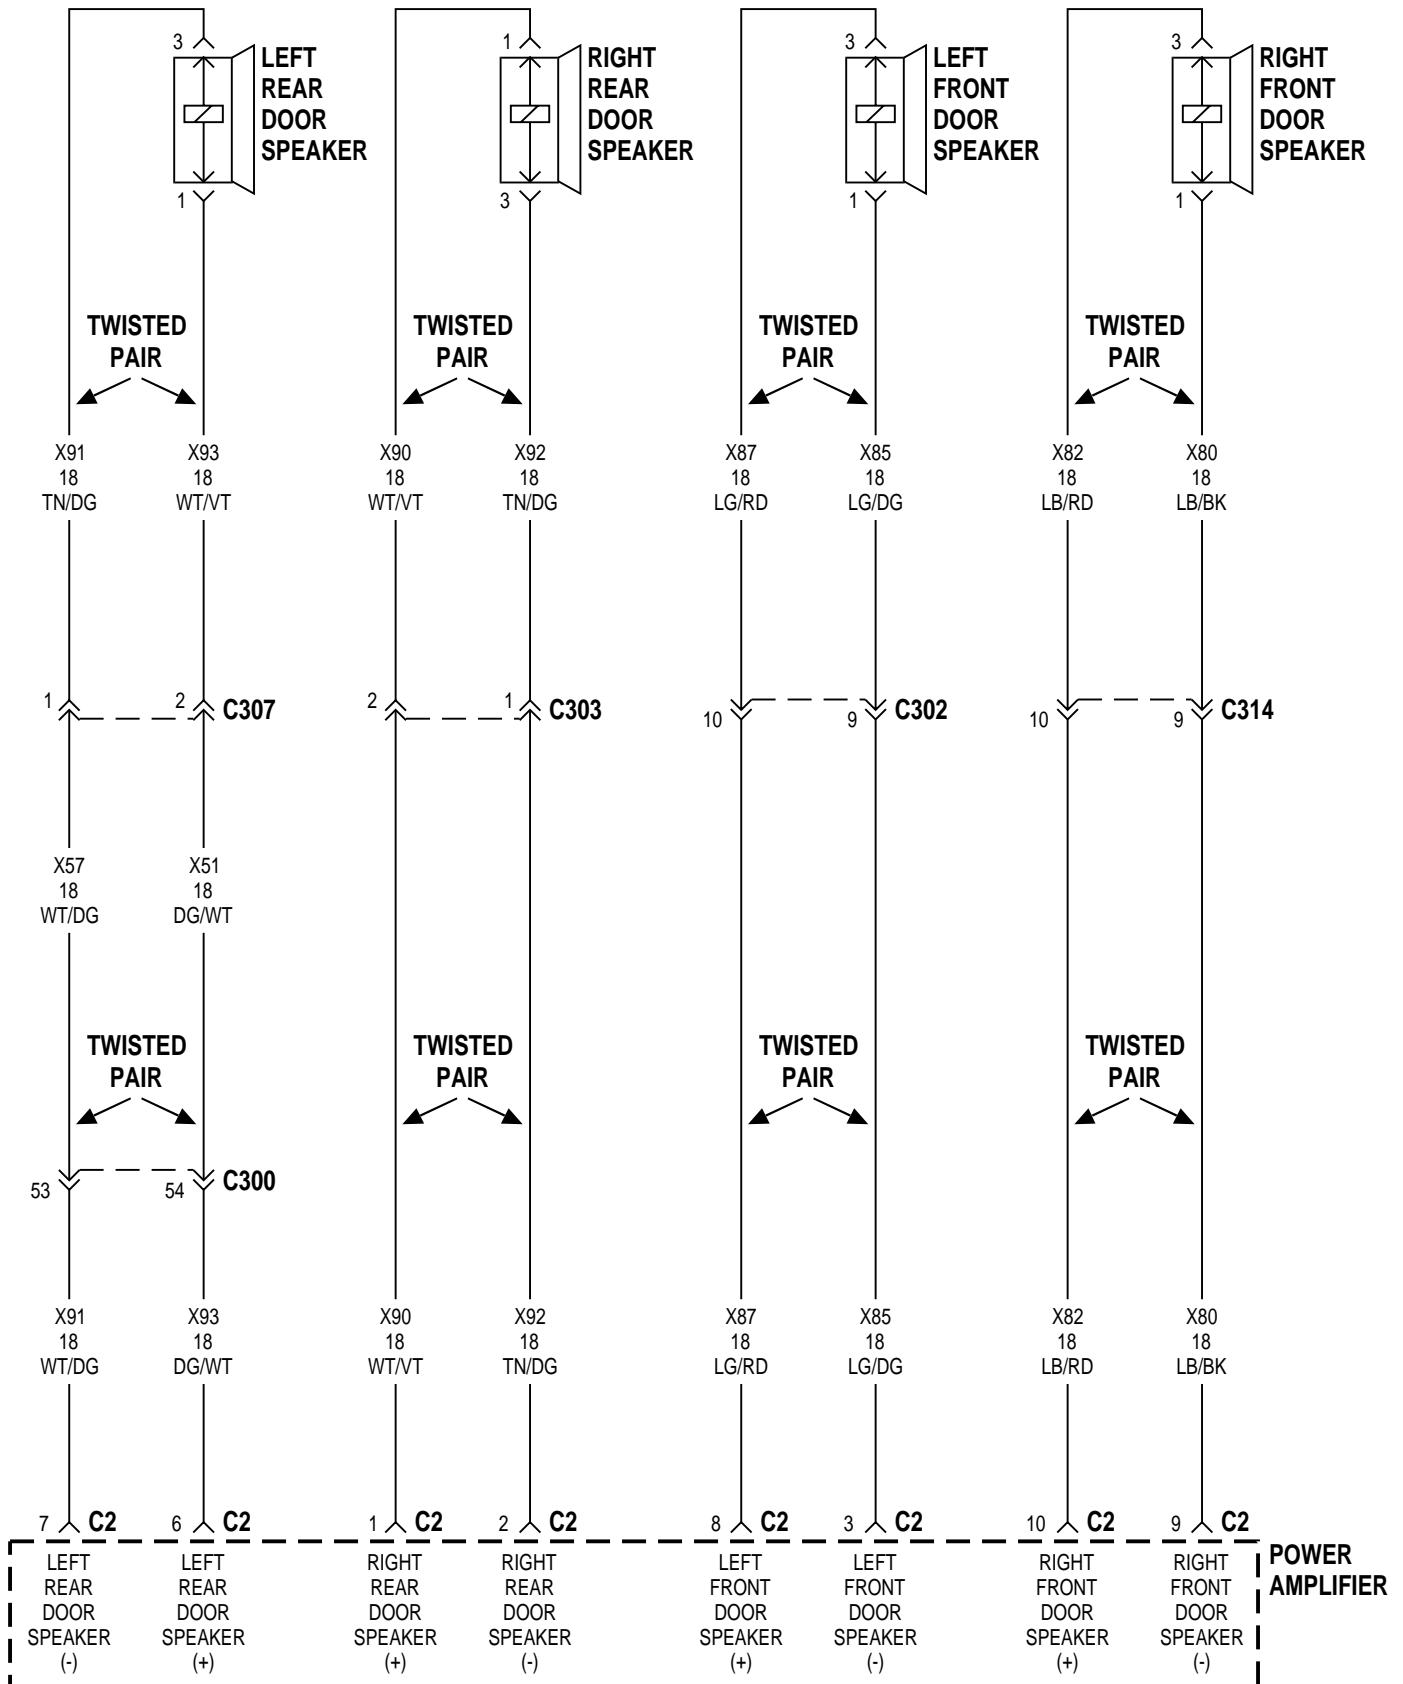 3
LEFT
REAR
DOOR
SPEAKER
1
1
RIGHT
REAR
DOOR
SPEAKER
3
3
LEFT
FRONT
DOOR
SPEAKER
1
3
RIGHT
FRONT
DOOR
SPEAKER
1
TWISTED
PAIR
TWISTED
PAIR
TWISTED
PAIR
TWISTED
PAIR
X91
18
TN/DG
X93
18
WT/VT
X90
18
WT/VT
X92
18
TN/DG
X87
18
LG/RD
X85
18
LG/DG
X82
18
LB/RD
X80
18
LB/BK
1
2
C307
2
1
C303
10
9
C302
10
9
C314
X57
18
WT/DG
X51
18
DG/WT
TWISTED
PAIR
TWISTED
PAIR
TWISTED
PAIR
TWISTED
PAIR
53
54
C300
X91
18
WT/DG
X93
18
DG/WT
X90
18
WT/VT
X92
18
TN/DG
X87
18
LG/RD
X85
18
LG/DG
X82
18
LB/RD
X80
18
LB/BK
7 C2
6 C2
1 C2
2 C2
8 C2
3 C2
10 C2
9 C2
LEFT
REAR
DOOR
SPEAKER
(-)
LEFT
REAR
DOOR
SPEAKER
(+)
RIGHT
REAR
DOOR
SPEAKER
(+)
RIGHT
REAR
DOOR
SPEAKER
(-)
LEFT
FRONT
DOOR
SPEAKER
(+)
LEFT
FRONT
DOOR
SPEAKER
(-)
RIGHT
FRONT
DOOR
SPEAKER
(+)
RIGHT
FRONT
DOOR
SPEAKER
(-)
POWER
AMPLIFIER